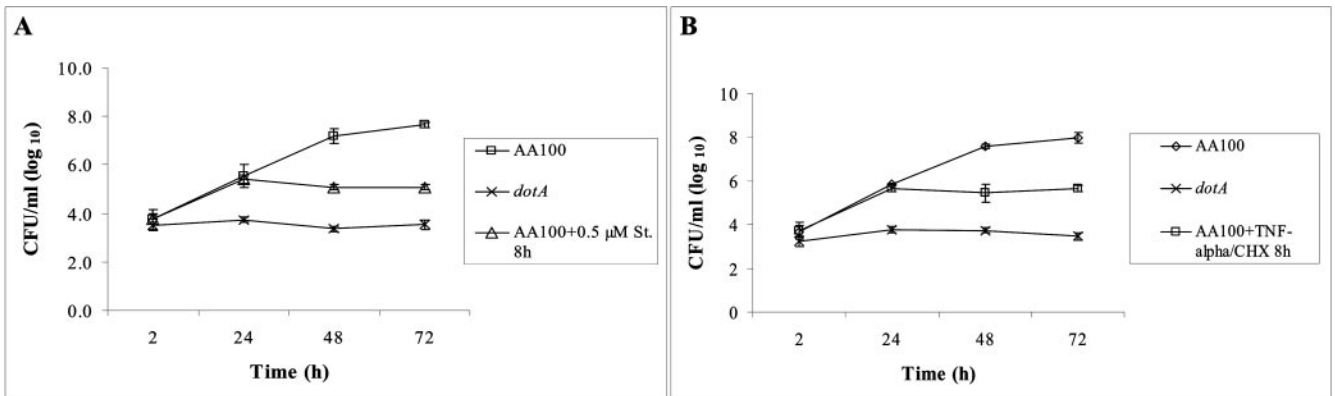 A
CFU/ml (log 10)
10.0
8.0
6.0
4.0
2.0
0.0
2 24 48 72
Time (h)
AA100
dotA
AA100+0.5 μM St.
8h
B
CFU/ml (log 10)
10
8
6
4
2
0
2 24 48 72
Time (h)
AA100
dotA
AA100+TNF-
alpha/CHX 8h